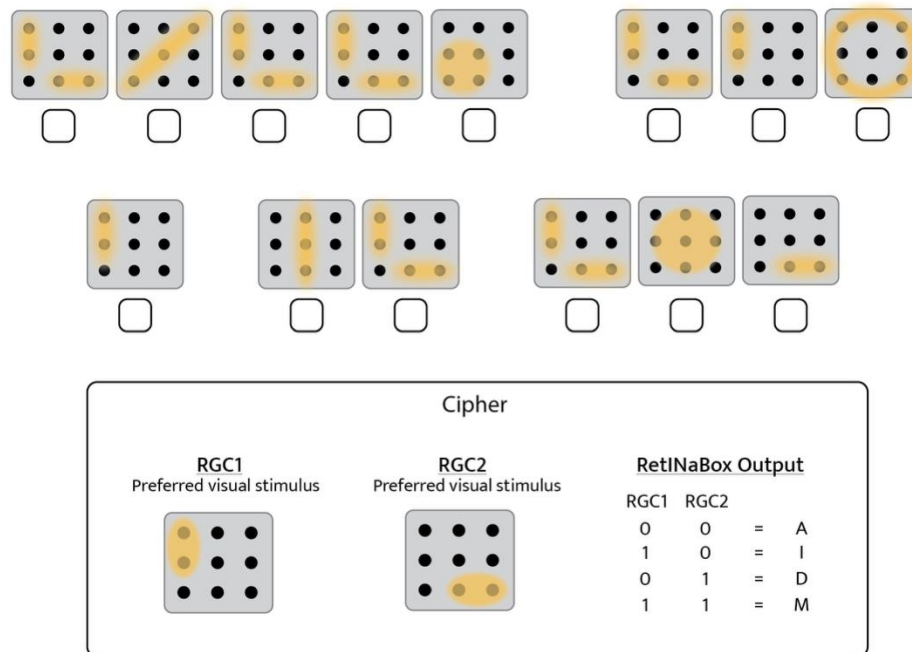 Cipher
RGC1
Preferred visual stimulus
RGC2
Preferred visual stimulus
RetINaBox Output
RGC1 RGC2
0 0 = A
1 0 = I
0 1 = D
1 1 = M